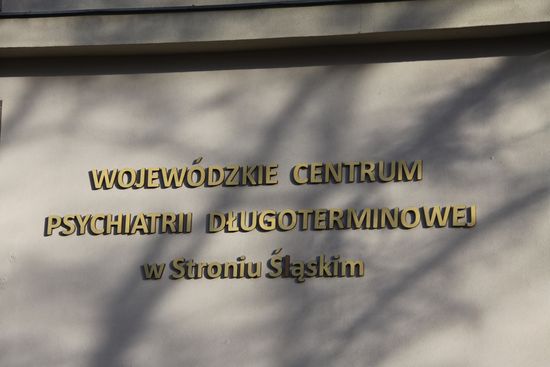 WOJEWÓDZKIE CENTRUM
PSYCHIATRII DŁUGOTERMINOWEJ
w Stroniu Śląskim